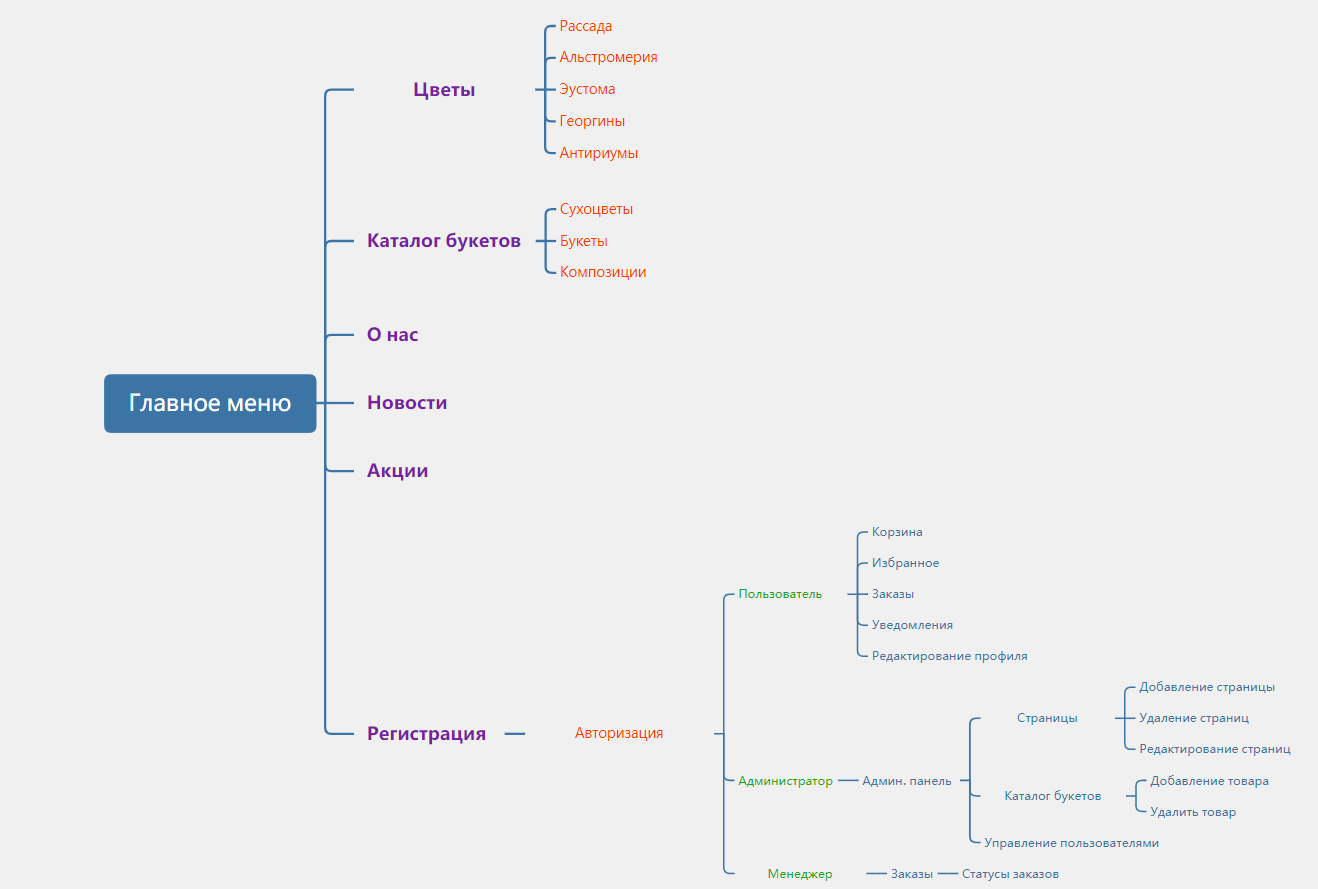 Главное меню
Цветы
Рассада
Альстромерия
Эустома
Георгины
Антириумы
Каталог букетов
Сухоцветы
Букеты
Композиции
О нас
Новости
Акции
Регистрация
Авторизация
Пользователь
Корзина
Избранное
Заказы
Уведомления
Редактирование профиля
Администратор
Админ. панель
Страницы
Добавление страницы
Удаление страниц
Редактирование страниц
Каталог букетов
Добавление товара
Удалить товар
Управление пользователями
Менеджер
Заказы
Статусы заказов